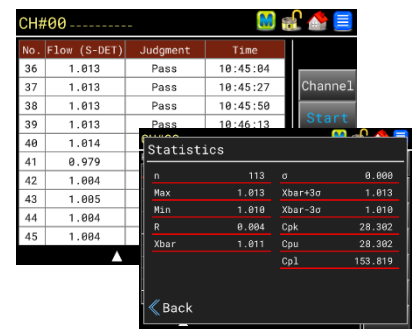 CH#00----------
M
No. Flow (S-DET) Judgment Time
36 1.013 Pass 10:45:04
37 1.013 Pass 10:45:27
38 1.013 Pass 10:45:50
39 1.013 Pass 10:46:13
40 1.014
41 0.979
42 1.004
43 1.005
44 1.004
45 1.004
Channel
Start
Statistics
n 113 σ 0.000
Max 1.013 Xbar+3σ 1.013
Min 1.010 Xbar-3σ 1.010
R 0.004 Cpk 28.302
Xbar 1.011 Cpu 28.302
Cpl 153.819
Back